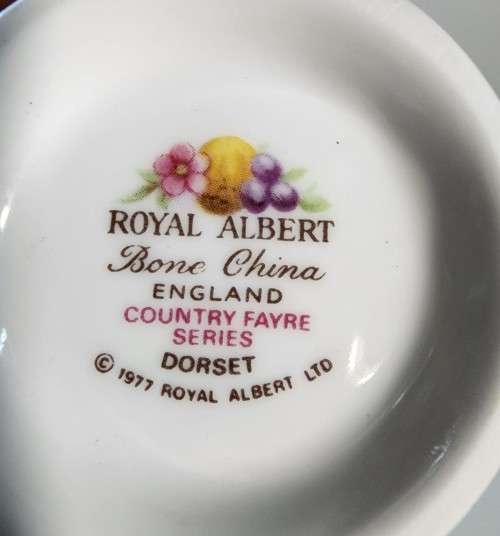 ROYAL ALBERT
Bone China
ENGLAND
COUNTRY FAYRE
SERIES
DORSET
© 1977 ROYAL ALBERT LTD